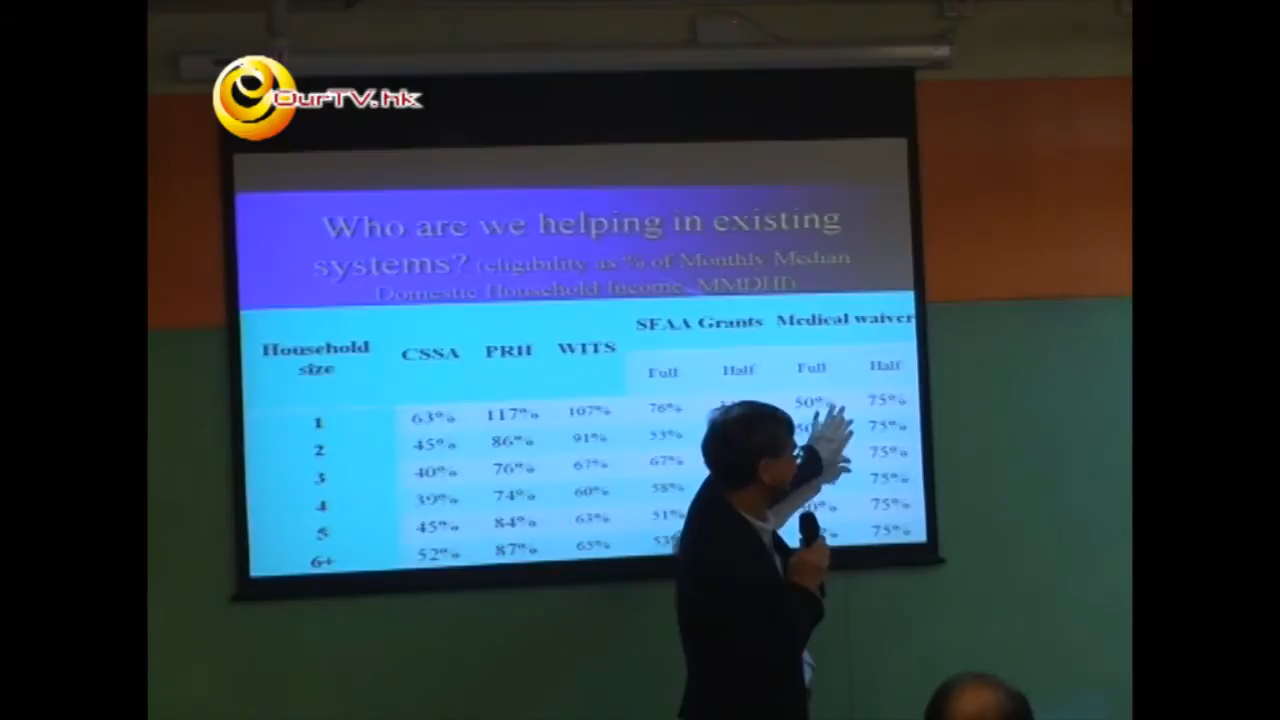 OurTV.hk
Who are we helping in existing
systems? (eligibility as % of Monthly Median
Domestic Household Income, MMDHI)
SFAA Grants Medical waiver
Household size CSSA PRH WITS
Full Half Full Half
1 63% 117% 107% 76% 50% 75%
2 45% 86% 91% 53% 75%
3 40% 76% 67% 67% 75%
4 39% 74% 60% 58% 75%
5 45% 84% 63% 51% 75%
6+ 52% 87% 65% 75%